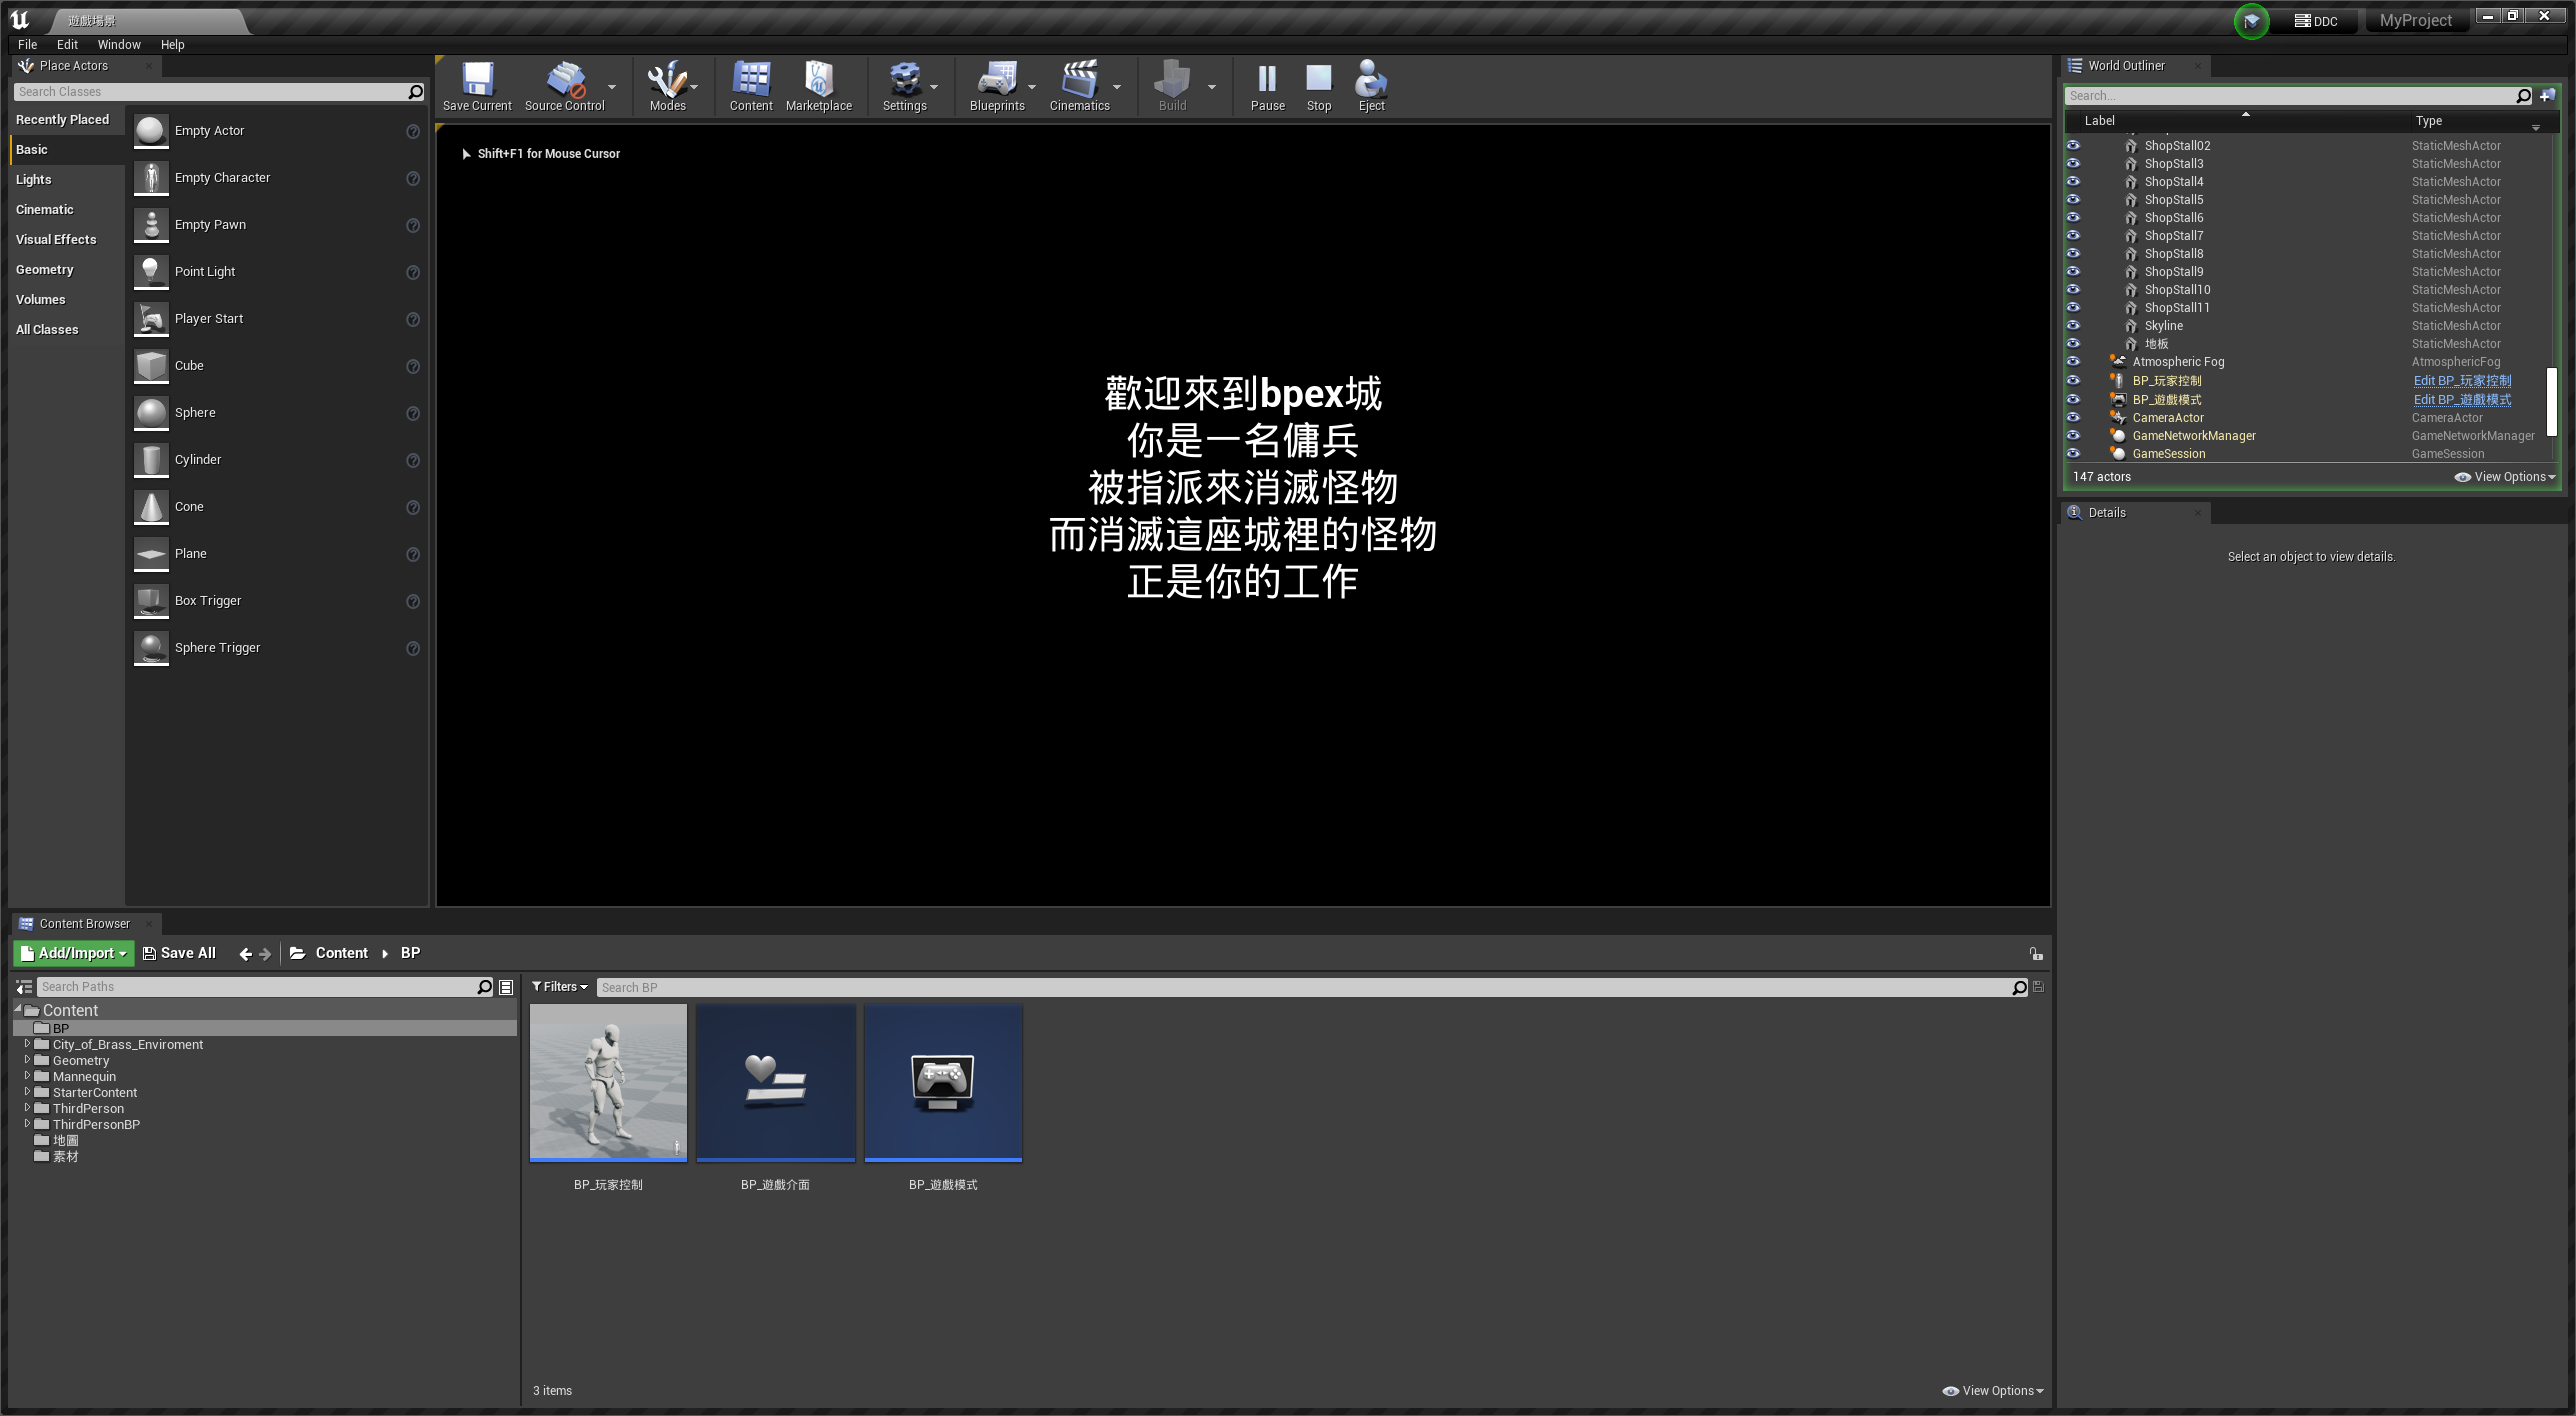 遊戲場景
DDC
MyProject
File Edit Window Help
Place Actors
Search Classes
Recently Placed
Basic
Lights
Cinematic
Visual Effects
Geometry
Volumes
All Classes
Empty Actor
Empty Character
Empty Pawn
Point Light
Player Start
Cube
Sphere
Cylinder
Cone
Plane
Box Trigger
Sphere Trigger
Save Current Source Control Modes Content Marketplace Settings Blueprints Cinematics Build Pause Stop Eject
Shift+F1 for Mouse Cursor
歡迎來到bpex城
你是一名傭兵
被指派來消滅怪物
而消滅這座城裡的怪物
正是你的工作
World Outliner
Search...
Label Type
ShopStall02 StaticMeshActor
ShopStall3 StaticMeshActor
ShopStall4 StaticMeshActor
ShopStall5 StaticMeshActor
ShopStall6 StaticMeshActor
ShopStall7 StaticMeshActor
ShopStall8 StaticMeshActor
ShopStall9 StaticMeshActor
ShopStall10 StaticMeshActor
ShopStall11 StaticMeshActor
Skyline StaticMeshActor
地板 StaticMeshActor
Atmospheric Fog AtmosphericFog
BP_玩家控制 Edit BP_玩家控制
BP_遊戲模式 Edit BP_遊戲模式
CameraActor CameraActor
GameNetworkManager GameNetworkManager
GameSession GameSession
147 actors View Options
Details
Select an object to view details.
Content Browser
Add/Import Save All Content BP
Search Paths
Content
BP
City_of_Brass_Enviroment
Geometry
Mannequin
StarterContent
ThirdPerson
ThirdPersonBP
地圖
素材
Filters Search BP
BP_玩家控制 BP_遊戲介面 BP_遊戲模式
3 items View Options